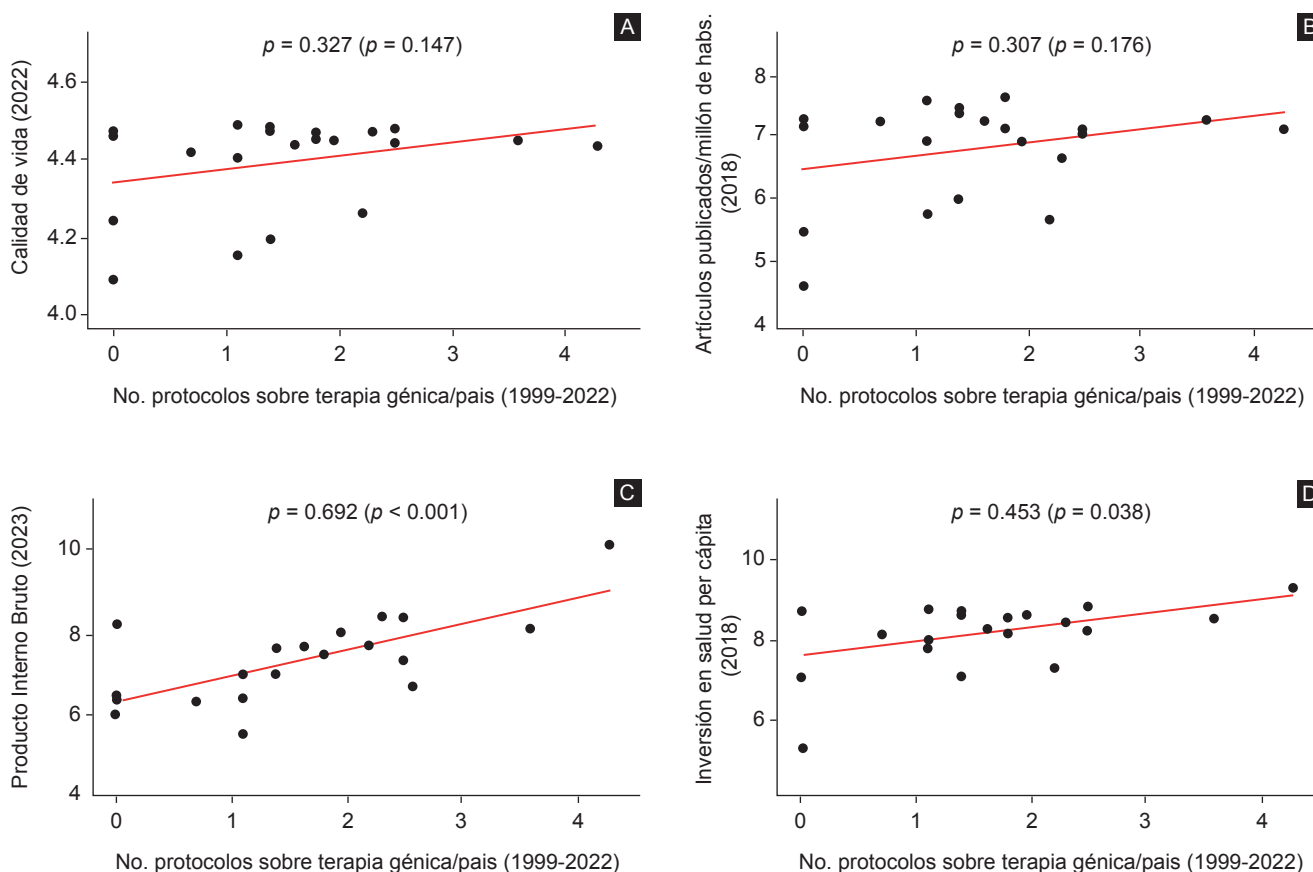 A
p = 0.327 (p = 0.147)
Calidad de vida (2022)
4.6
4.4
4.2
4.0
0 1 2 3 4
No. protocolos sobre terapia génica/pais (1999-2022)
B
p = 0.307 (p = 0.176)
Artículos publicados/millón de habs.
(2018)
8
7
6
5
4
0 1 2 3 4
No. protocolos sobre terapia génica/pais (1999-2022)
C
p = 0.692 (p < 0.001)
Producto Interno Bruto (2023)
10
8
6
4
0 1 2 3 4
No. protocolos sobre terapia génica/pais (1999-2022)
D
p = 0.453 (p = 0.038)
Inversión en salud per cápita
(2018)
10
8
6
0 1 2 3 4
No. protocolos sobre terapia génica/pais (1999-2022)